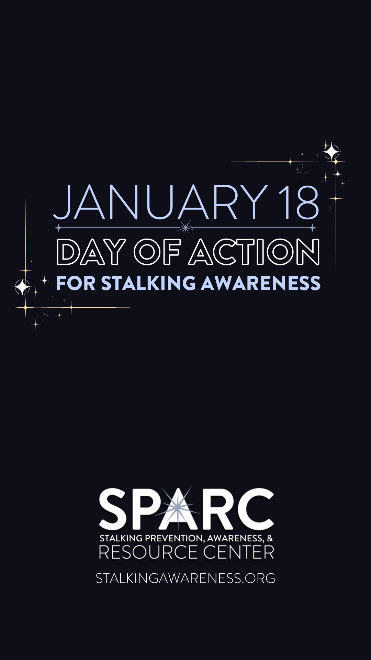 JANUARY 18
DAY OF ACTION
FOR STALKING AWARENESS
SPARC
STALKING PREVENTION, AWARENESS, &
RESOURCE CENTER
STALKINGAWARENESS.ORG